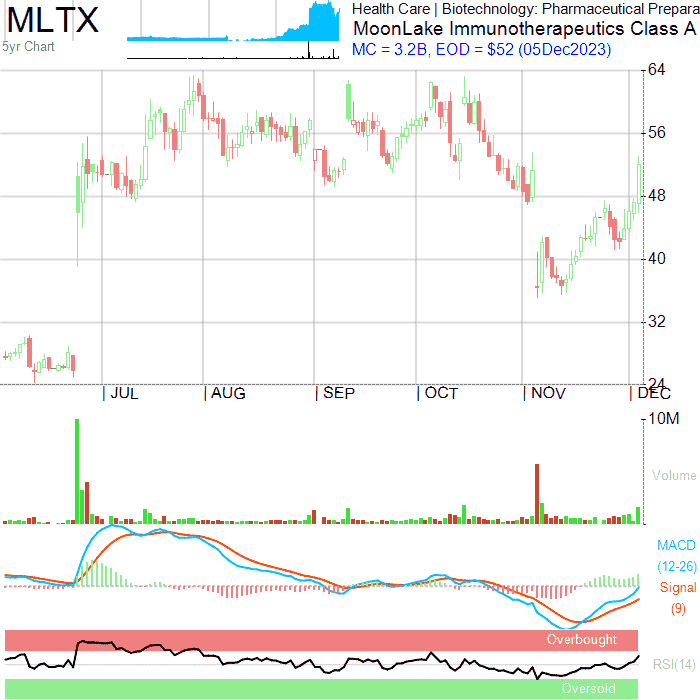 MLTX
5yr Chart
Health Care | Biotechnology: Pharmaceutical Prepara
MoonLake Immunotherapeutics Class A
MC = 3.2B, EOD = $52 (05Dec2023)
64
56
48
40
32
24
| JUL | AUG | SEP | OCT | NOV | DEC
10M
Volume
MACD
(12-26)
Signal
(9)
Overbought
RSI(14)
Oversold